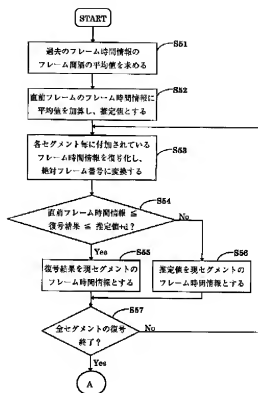 START
S51
過去のフレーム時間情報の
フレーム間隔の平均値を求める
S52
直前フレームのフレーム時間情報に
平均値を加算し、推定値とする
S53
各セグメント毎に付加されている
フレーム時間情報を復号化し、
絶対フレーム番号に変換する
S54
直前フレーム時間情報 ≦
復号結果 ≦ 推定値+i ?
No
Yes
S55
S56
復号結果を現セグメントの
フレーム時間情報とする
推定値を現セグメントの
フレーム時間情報とする
S57
全セグメントの復号
終了?
No
Yes
A